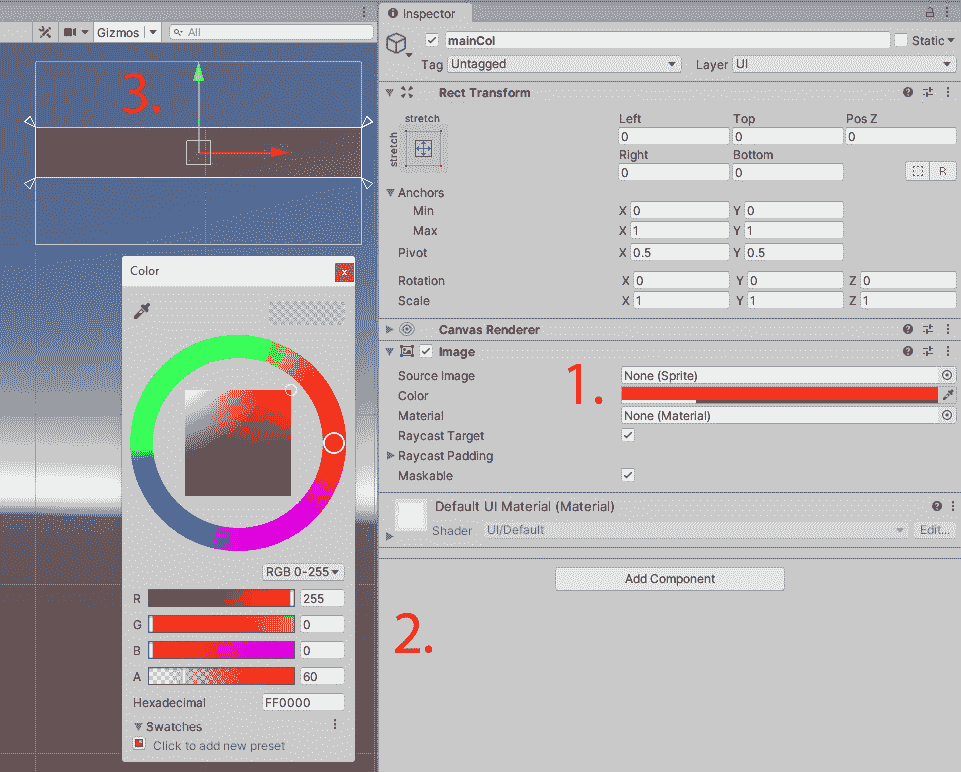 Gizmos
All
3.
Color
RGB 0-255
R 255
G 0
B 0
A 60
Hexadecimal FF0000
Swatches
Click to add new preset
Inspector
mainCol Static
Tag Untagged Layer UI
Rect Transform
stretch
stretch
Left Top Pos Z
0 0 0
Right Bottom
0 0 R
Anchors
Min X 0 Y 0
Max X 1 Y 1
Pivot X 0.5 Y 0.5
Rotation X 0 Y 0 Z 0
Scale X 1 Y 1 Z 1
Canvas Renderer
Image
1.
Source Image None (Sprite)
Color
Material None (Material)
Raycast Target
Raycast Padding
Maskable
Default UI Material (Material)
Shader UI/Default Edit...
Add Component
2.